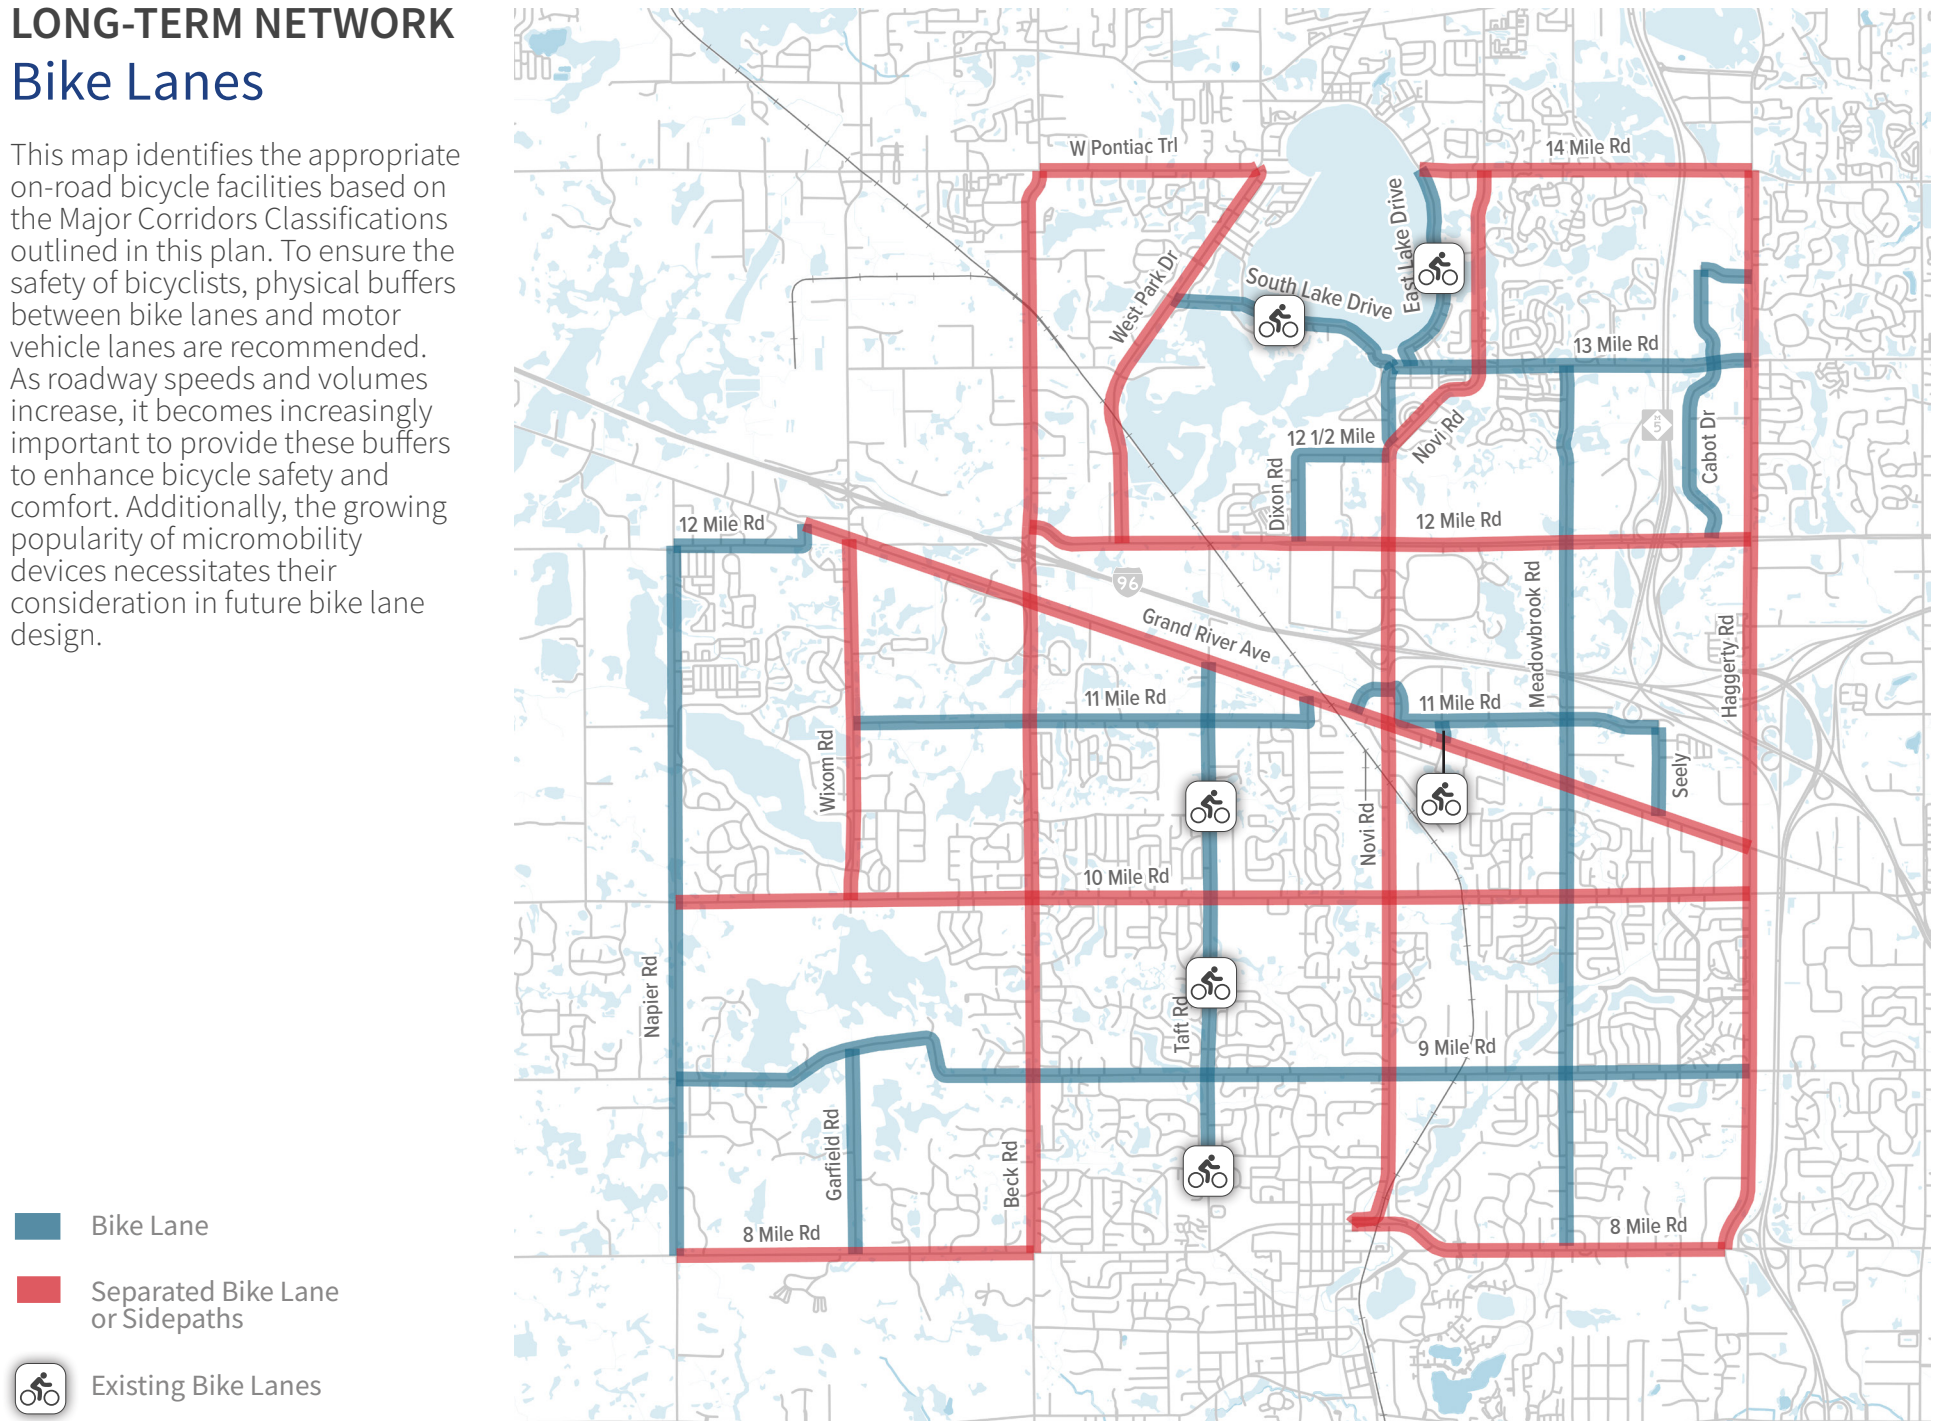 LONG-TERM NETWORK
Bike Lanes
This map identifies the appropriate
on-road bicycle facilities based on
the Major Corridors Classifications
outlined in this plan. To ensure the
safety of bicyclists, physical buffers
between bike lanes and motor
vehicle lanes are recommended.
As roadway speeds and volumes
increase, it becomes increasingly
important to provide these buffers
to enhance bicycle safety and
comfort. Additionally, the growing
popularity of micromobility
devices necessitates their
consideration in future bike lane
design.
Bike Lane
Separated Bike Lane
or Sidepaths
Existing Bike Lanes
W Pontiac Trl
14 Mile Rd
East Lake Drive
West Park Dr
South Lake Drive
13 Mile Rd
M
5
Cabot Dr
Novi Rd
12 1/2 Mile
Dixon Rd
12 Mile Rd
12 Mile Rd
96
Grand River Ave
Meadowbrook Rd
Haggerty Rd
11 Mile Rd
11 Mile Rd
Wixom Rd
Seely
Novi Rd
10 Mile Rd
Napier Rd
Taft Rd
9 Mile Rd
Garfield Rd
Beck Rd
8 Mile Rd
8 Mile Rd